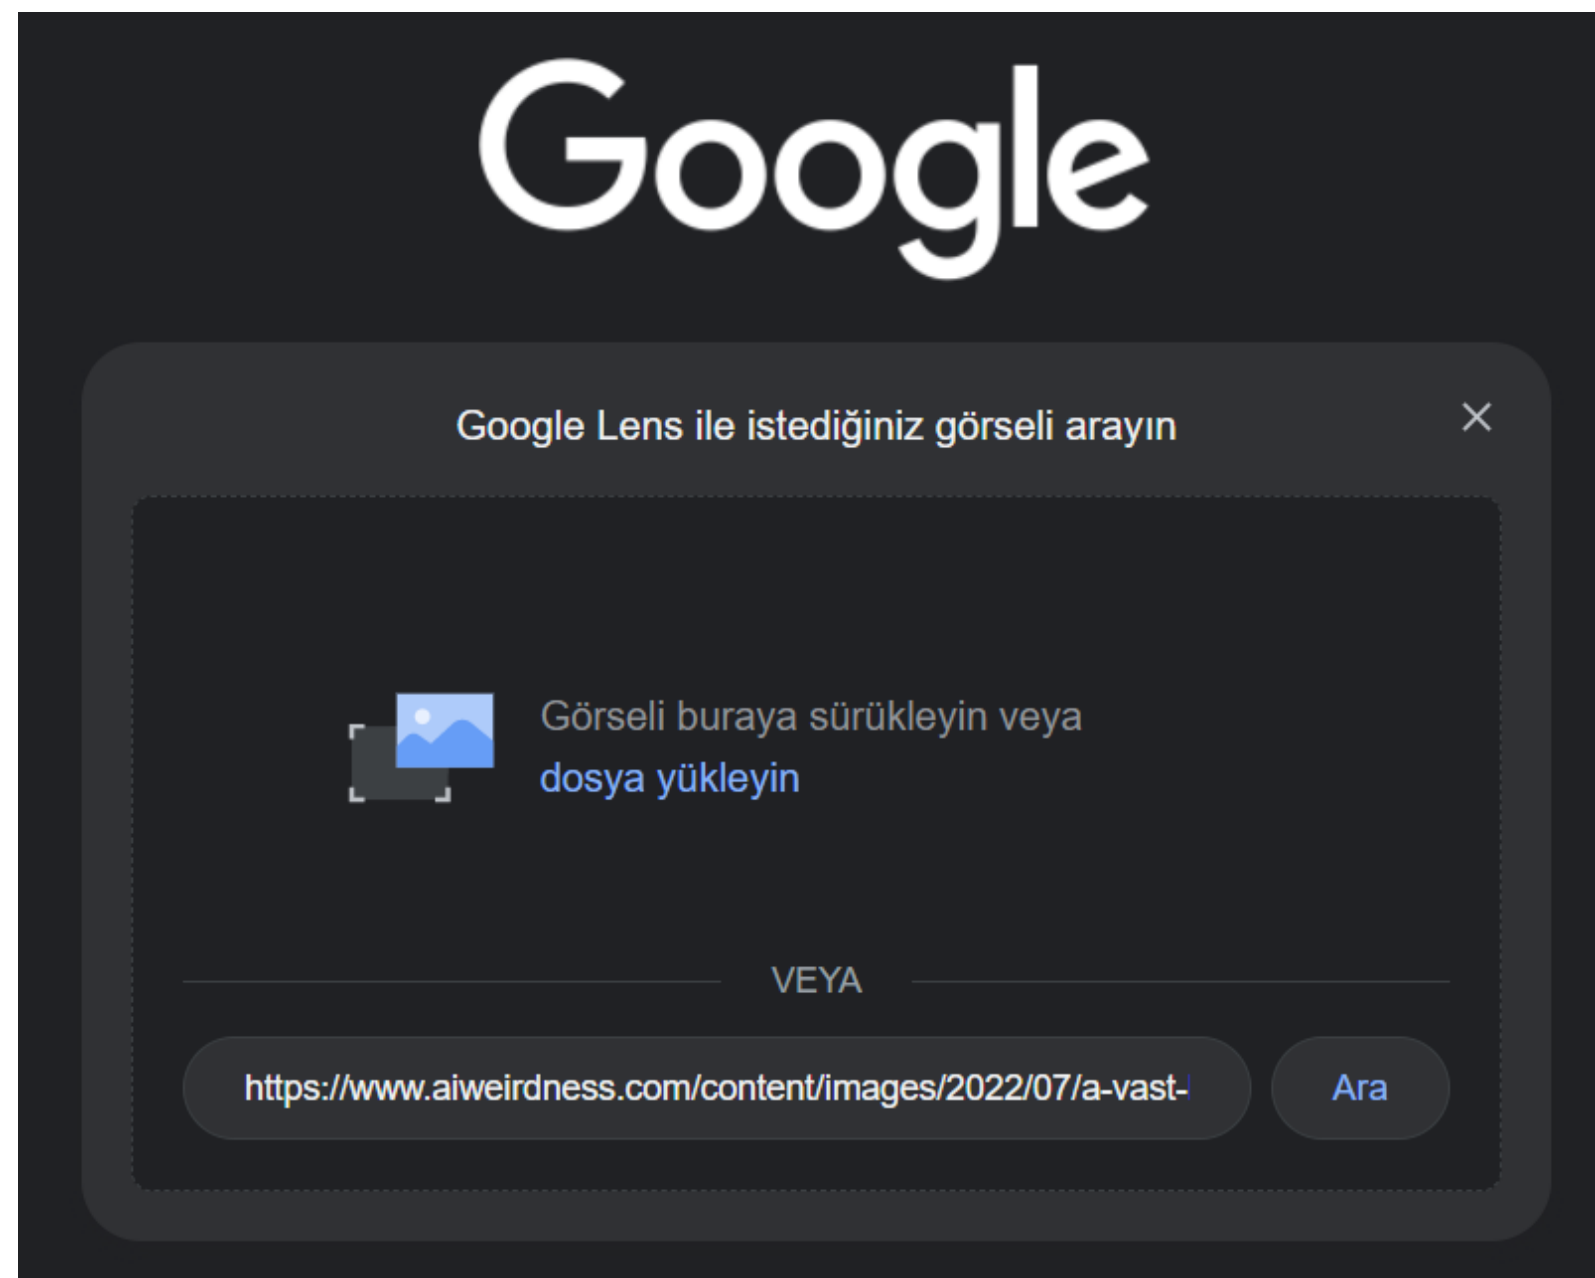 Google
Google Lens ile istediğiniz görseli arayın
Görseli buraya sürükleyin veya
dosya yükleyin
VEYA
https://www.aiweirdness.com/content/images/2022/07/a-vast-
Ara